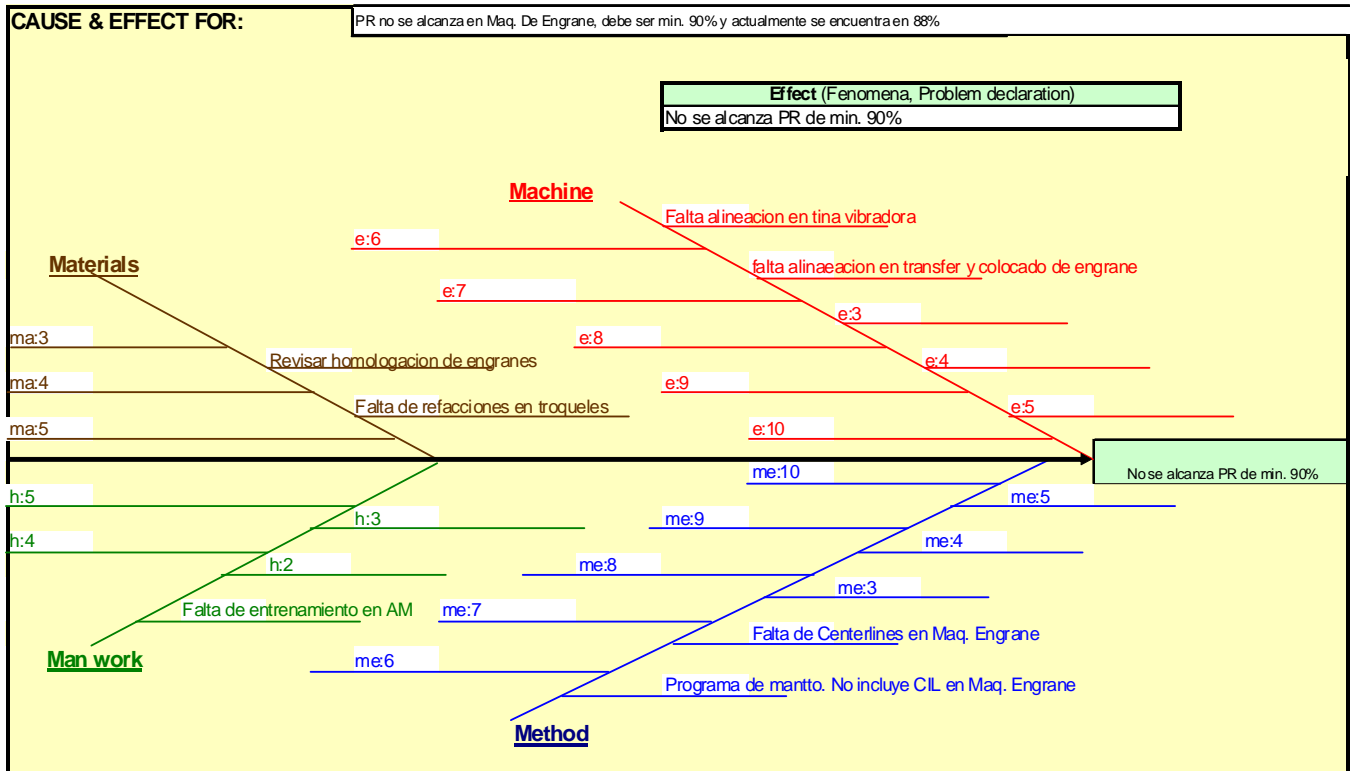 CAUSE & EFFECT FOR:
PR no se alcanza en Maq. De Engrane, debe ser min. 90% y actualmente se encuentra en 88%
Effect (Fenomena, Problem declaration)
No se alcanza PR de min. 90%
Machine
Falta alineacion en tina vibradora
e:6
Materials
falta alinaeacion en transfer y colocado de engrane
e:7
e:3
ma:3
e:8
Revisar homologacion de engranes
e:4
ma:4
e:9
Falta de refacciones en troqueles
e:5
ma:5
e:10
No se alcanza PR de min. 90%
me:10
h:5
me:5
h:3
me:9
h:4
me:4
h:2
me:8
me:3
Falta de entrenamiento en AM
me:7
Falta de Centerlines en Maq. Engrane
Man work
me:6
Programa de mantto. No incluye CIL en Maq. Engrane
Method